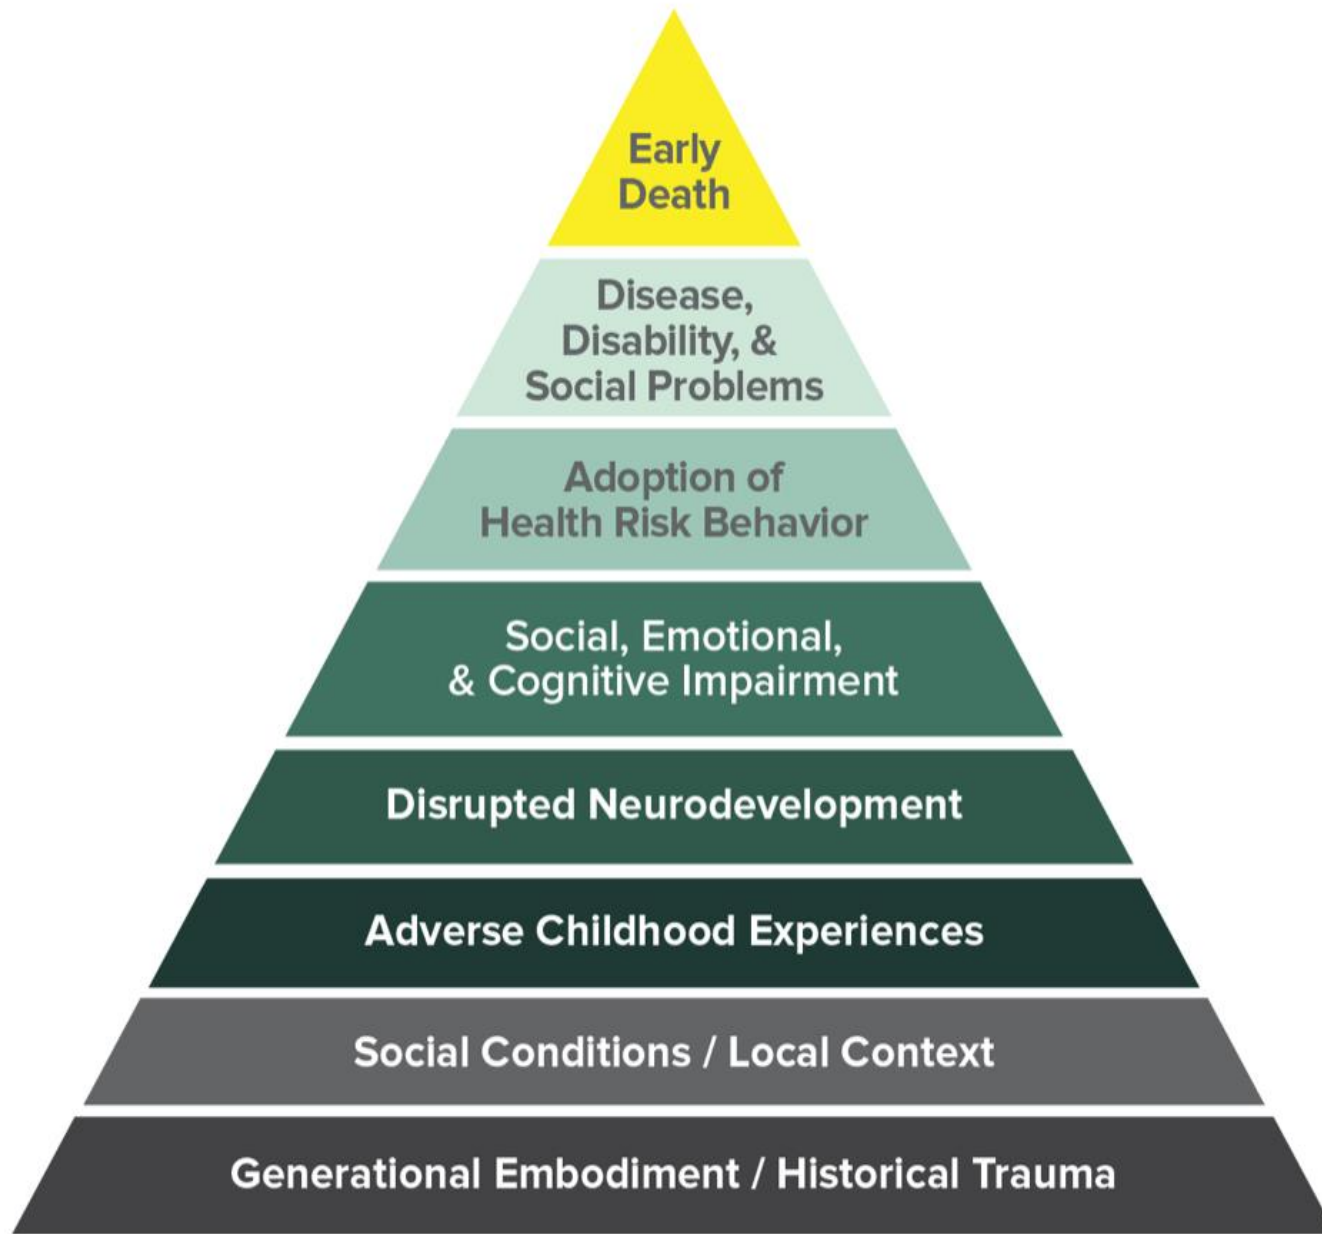 Early
Death
Disease,
Disability, &
Social Problems
Adoption of
Health Risk Behavior
Social, Emotional,
& Cognitive Impairment
Disrupted Neurodevelopment
Adverse Childhood Experiences
Social Conditions / Local Context
Generational Embodiment / Historical Trauma